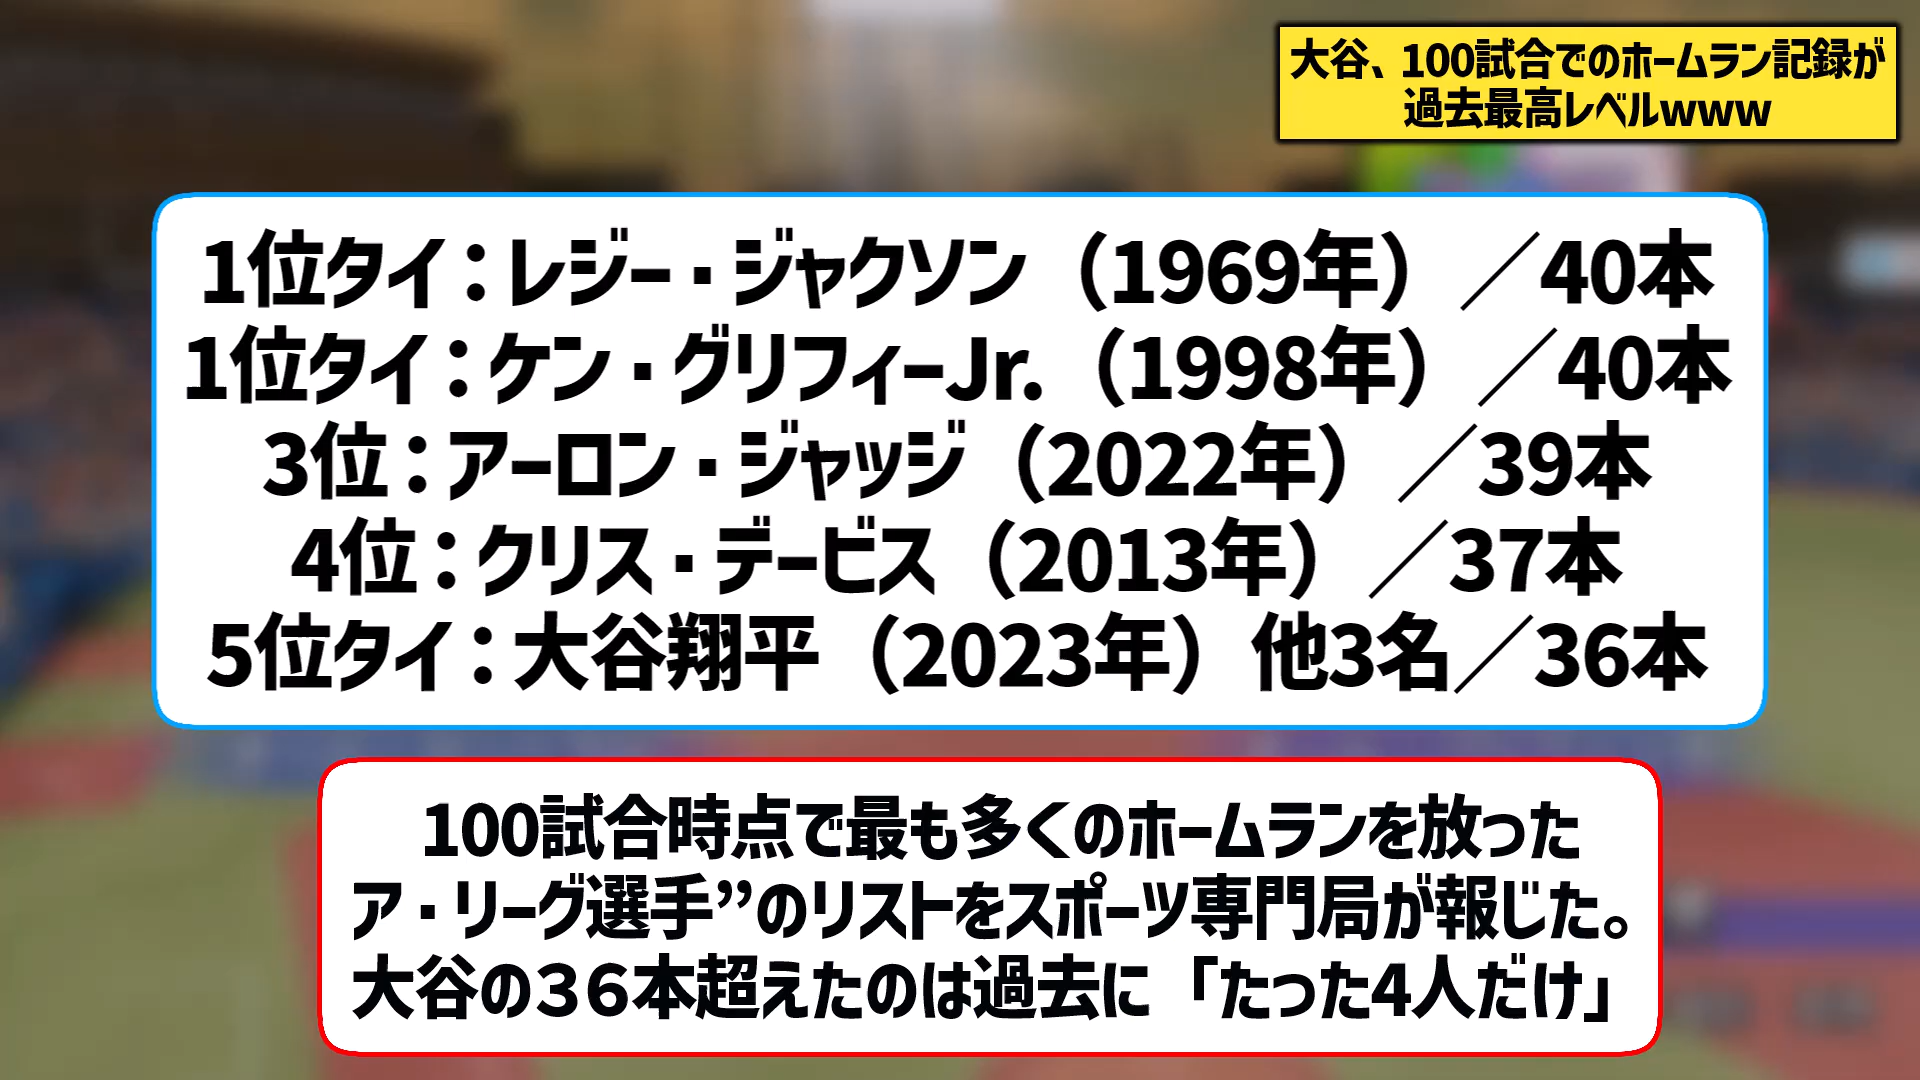 大谷、100試合でのホームラン記録が
過去最高レベルwww
1位タイ：レジー・ジャクソン（1969年）／40本
1位タイ：ケン・グリフィーJr.（1998年）／40本
3位：アーロン・ジャッジ（2022年）／39本
4位：クリス・デービス（2013年）／37本
5位タイ：大谷翔平（2023年）他3名／36本
100試合時点で最も多くのホームランを放った
ア・リーグ選手”のリストをスポーツ専門局が報じた。
大谷の３６本超えたのは過去に「たった4人だけ」